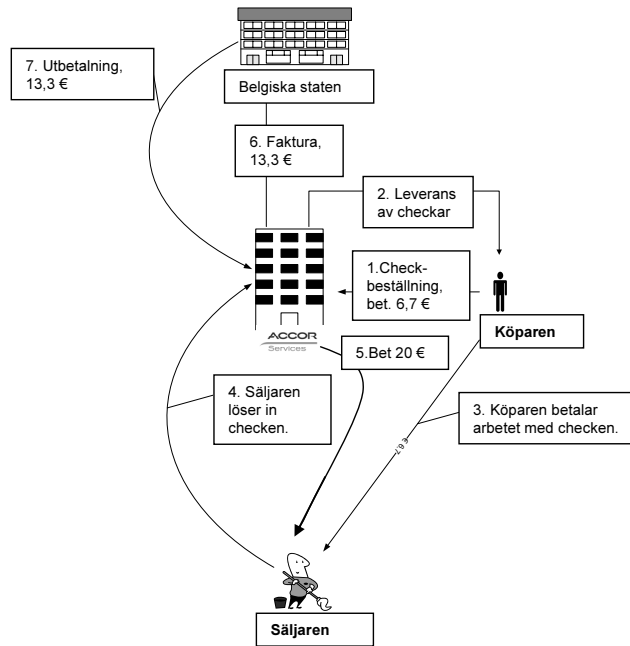 7. Utbetalning,
13,3 €
Belgiska staten
6. Faktura,
13,3 €
2. Leverans
av checkar
1.Check-
beställning,
bet. 6,7 €
Köparen
ACCOR
Services
5.Bet 20 €
4. Säljaren
löser in
checken.
3. Köparen betalar
arbetet med checken.
€ 6,7
Säljaren